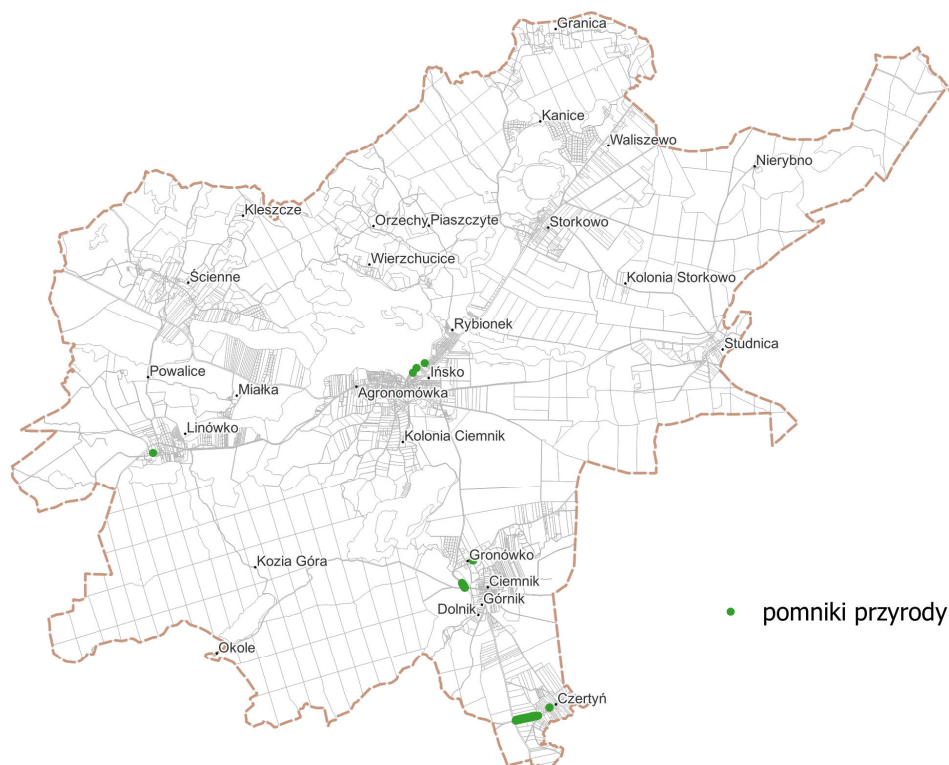 Granica
Kanice
Waliszewo
Nierybno
Kleszcze
Orzechy
Piaszczyte
Storkowo
Wierzchucice
Ścienne
Kolonia Storkowo
Rybionek
Studnica
Powalice
Ińsko
Miałka
Agronomówka
Linówko
Kolonia Ciemnik
Kozia Góra
Gronówko
Ciemnik
Górnik
Dolnik
pomniki przyrody
Okole
Czertyń